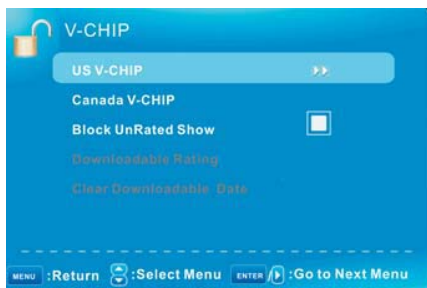 V-CHIP
US V-CHIP
Canada V-CHIP
Block UnRated Show
Downloadable Rating
Clear Downloadable Date
MENU :Return :Select Menu ENTER / :Go to Next Menu